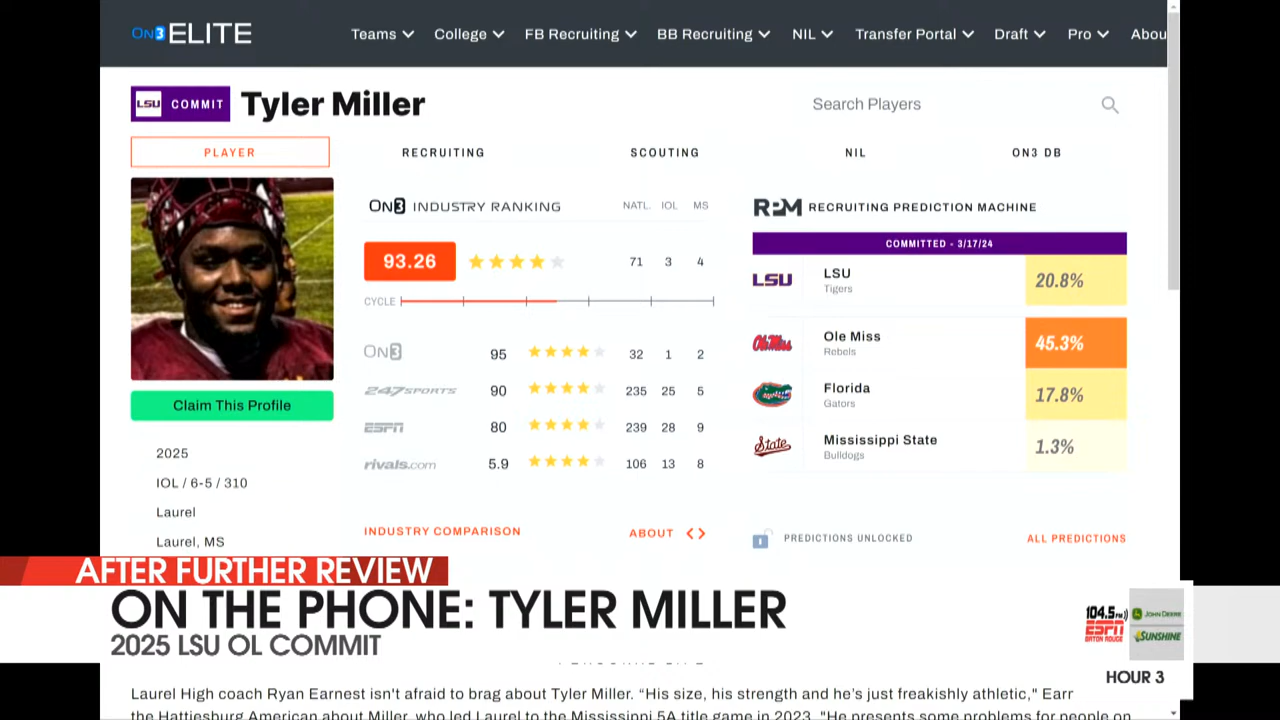 On3 ELITE
Teams College FB Recruiting BB Recruiting NIL Transfer Portal Draft Pro Abou
LSU COMMIT Tyler Miller
Search Players
PLAYER RECRUITING SCOUTING NIL ON3 DB
On3 INDUSTRY RANKING NATL. IOL MS
93.26 71 3 4
CYCLE
ON3 95 32 1 2
247SPORTS 90 235 25 5
ESPN 80 239 28 9
rivals.com 5.9 106 13 8
INDUSTRY COMPARISON ABOUT
RPM RECRUITING PREDICTION MACHINE
COMMITTED - 3/17/24
LSU LSU 20.8%
Tigers
Ole Miss Ole Miss 45.3%
Rebels
Florida 17.8%
Gators
State Mississippi State 1.3%
Bulldogs
PREDICTIONS UNLOCKED ALL PREDICTIONS
Claim This Profile
2025
IOL / 6-5 / 310
Laurel
Laurel, MS
AFTER FURTHER REVIEW
ON THE PHONE: TYLER MILLER
2025 LSU OL COMMIT
104.5 FM
ESPN
BATON ROUGE
JOHN DEERE
SUNSHINE
HOUR 3
Laurel High coach Ryan Earnest isn't afraid to brag about Tyler Miller. “His size, his strength and he’s just freakishly athletic," Earr
the Hattiesburg American about Miller, who led Laurel to the Mississippi 5A title game in 2023. "He presents some problems for people on